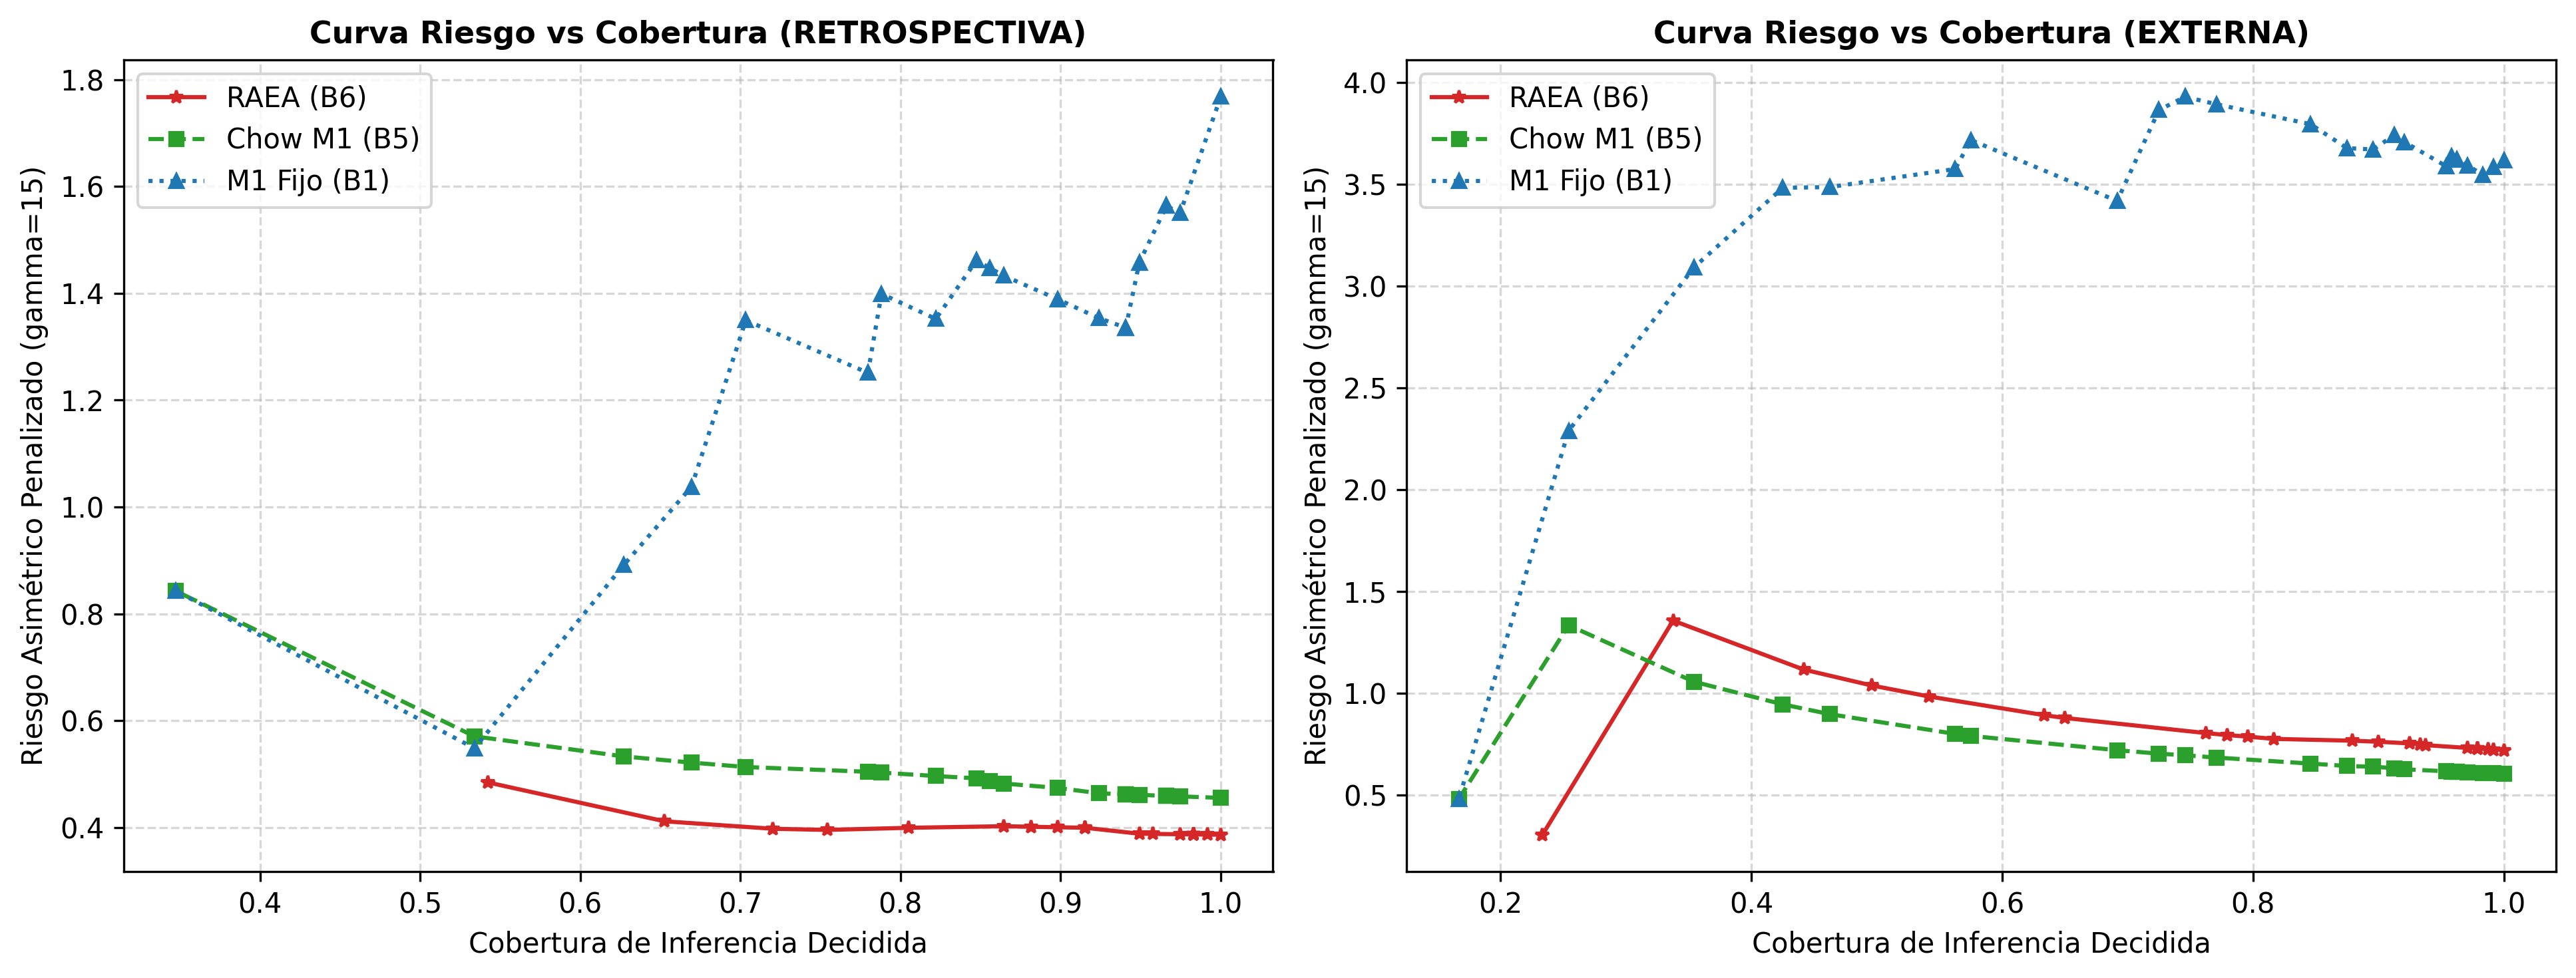 Curva Riesgo vs Cobertura (RETROSPECTIVA)
RAEA (B6)
Chow M1 (B5)
M1 Fijo (B1)
Riesgo Asimétrico Penalizado (gamma=15)
1.8
1.6
1.4
1.2
1.0
0.8
0.6
0.4
0.4
0.5
0.6
0.7
0.8
0.9
1.0
Cobertura de Inferencia Decidida
Curva Riesgo vs Cobertura (EXTERNA)
RAEA (B6)
Chow M1 (B5)
M1 Fijo (B1)
Riesgo Asimétrico Penalizado (gamma=15)
4.0
3.5
3.0
2.5
2.0
1.5
1.0
0.5
0.2
0.4
0.6
0.8
1.0
Cobertura de Inferencia Decidida